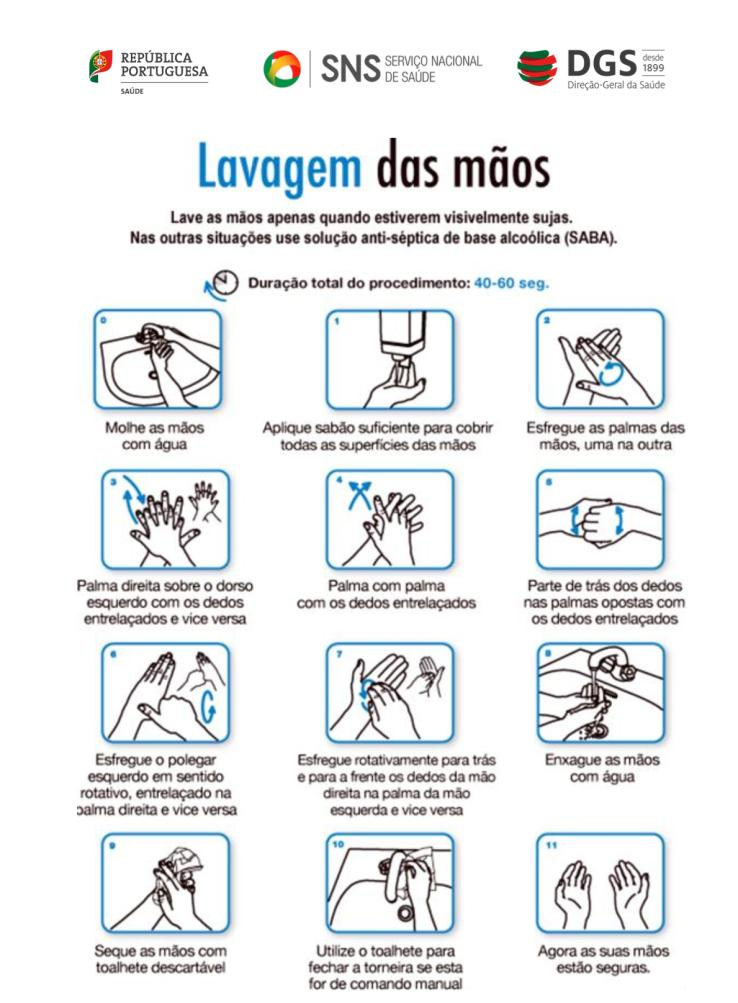 REPÚBLICA
PORTUGUESA
SAÚDE
SNS SERVIÇO NACIONAL
DE SAÚDE
DGS desde
1899
Direção-Geral da Saúde
Lavagem das mãos
Lave as mãos apenas quando estiverem visivelmente sujas.
Nas outras situações use solução anti-séptica de base alcoólica (SABA).
Duração total do procedimento: 40-60 seg.
0
Molhe as mãos
com água
1
Aplique sabão suficiente para cobrir
todas as superfícies das mãos
2
Esfregue as palmas das
mãos, uma na outra
3
Palma direita sobre o dorso
esquerdo com os dedos
entrelaçados e vice versa
4
Palma com palma
com os dedos entrelaçados
5
Parte de trás dos dedos
nas palmas opostas com
os dedos entrelaçados
6
Esfregue o polegar
esquerdo em sentido
rotativo, entrelaçado na
palma direita e vice versa
7
Esfregue rotativamente para trás
e para a frente os dedos da mão
direita na palma da mão
esquerda e vice versa
8
Enxague as mãos
com água
9
Seque as mãos com
toalhete descartável
10
Utilize o toalhete para
fechar a torneira se esta
for de comando manual
11
Agora as suas mãos
estão seguras.